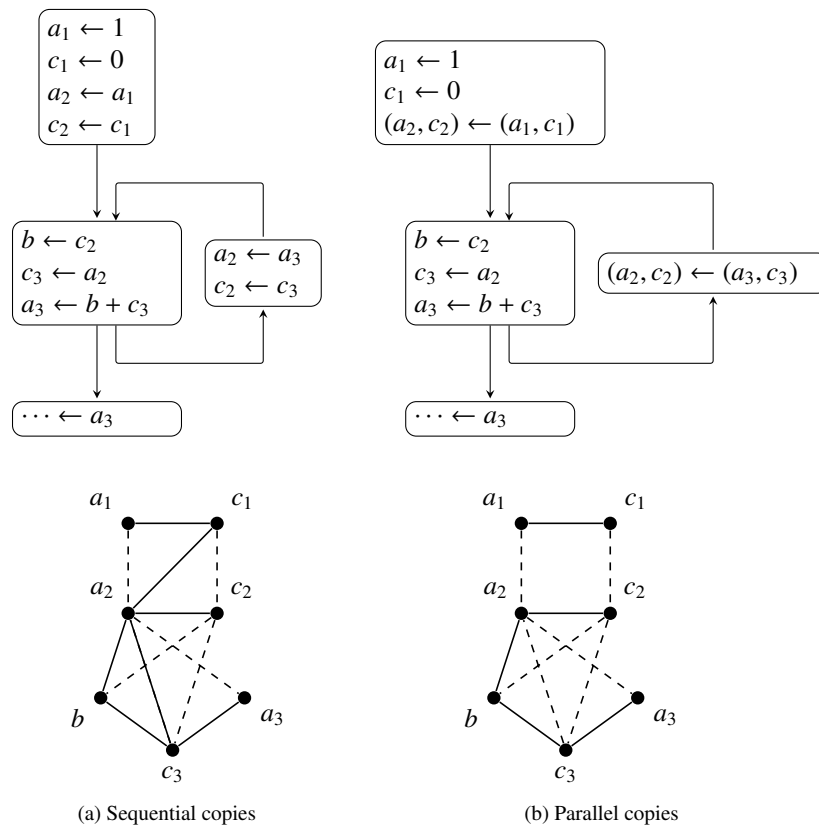 a₁ ← 1
c₁ ← 0
a₂ ← a₁
c₂ ← c₁
b ← c₂
c₃ ← a₂
a₃ ← b + c₃
a₂ ← a₃
c₂ ← c₃
··· ← a₃
a₁
c₁
a₂
c₂
b
a₃
c₃
(a) Sequential copies
a₁ ← 1
c₁ ← 0
(a₂, c₂) ← (a₁, c₁)
b ← c₂
c₃ ← a₂
a₃ ← b + c₃
(a₂, c₂) ← (a₃, c₃)
··· ← a₃
a₁
c₁
a₂
c₂
b
a₃
c₃
(b) Parallel copies